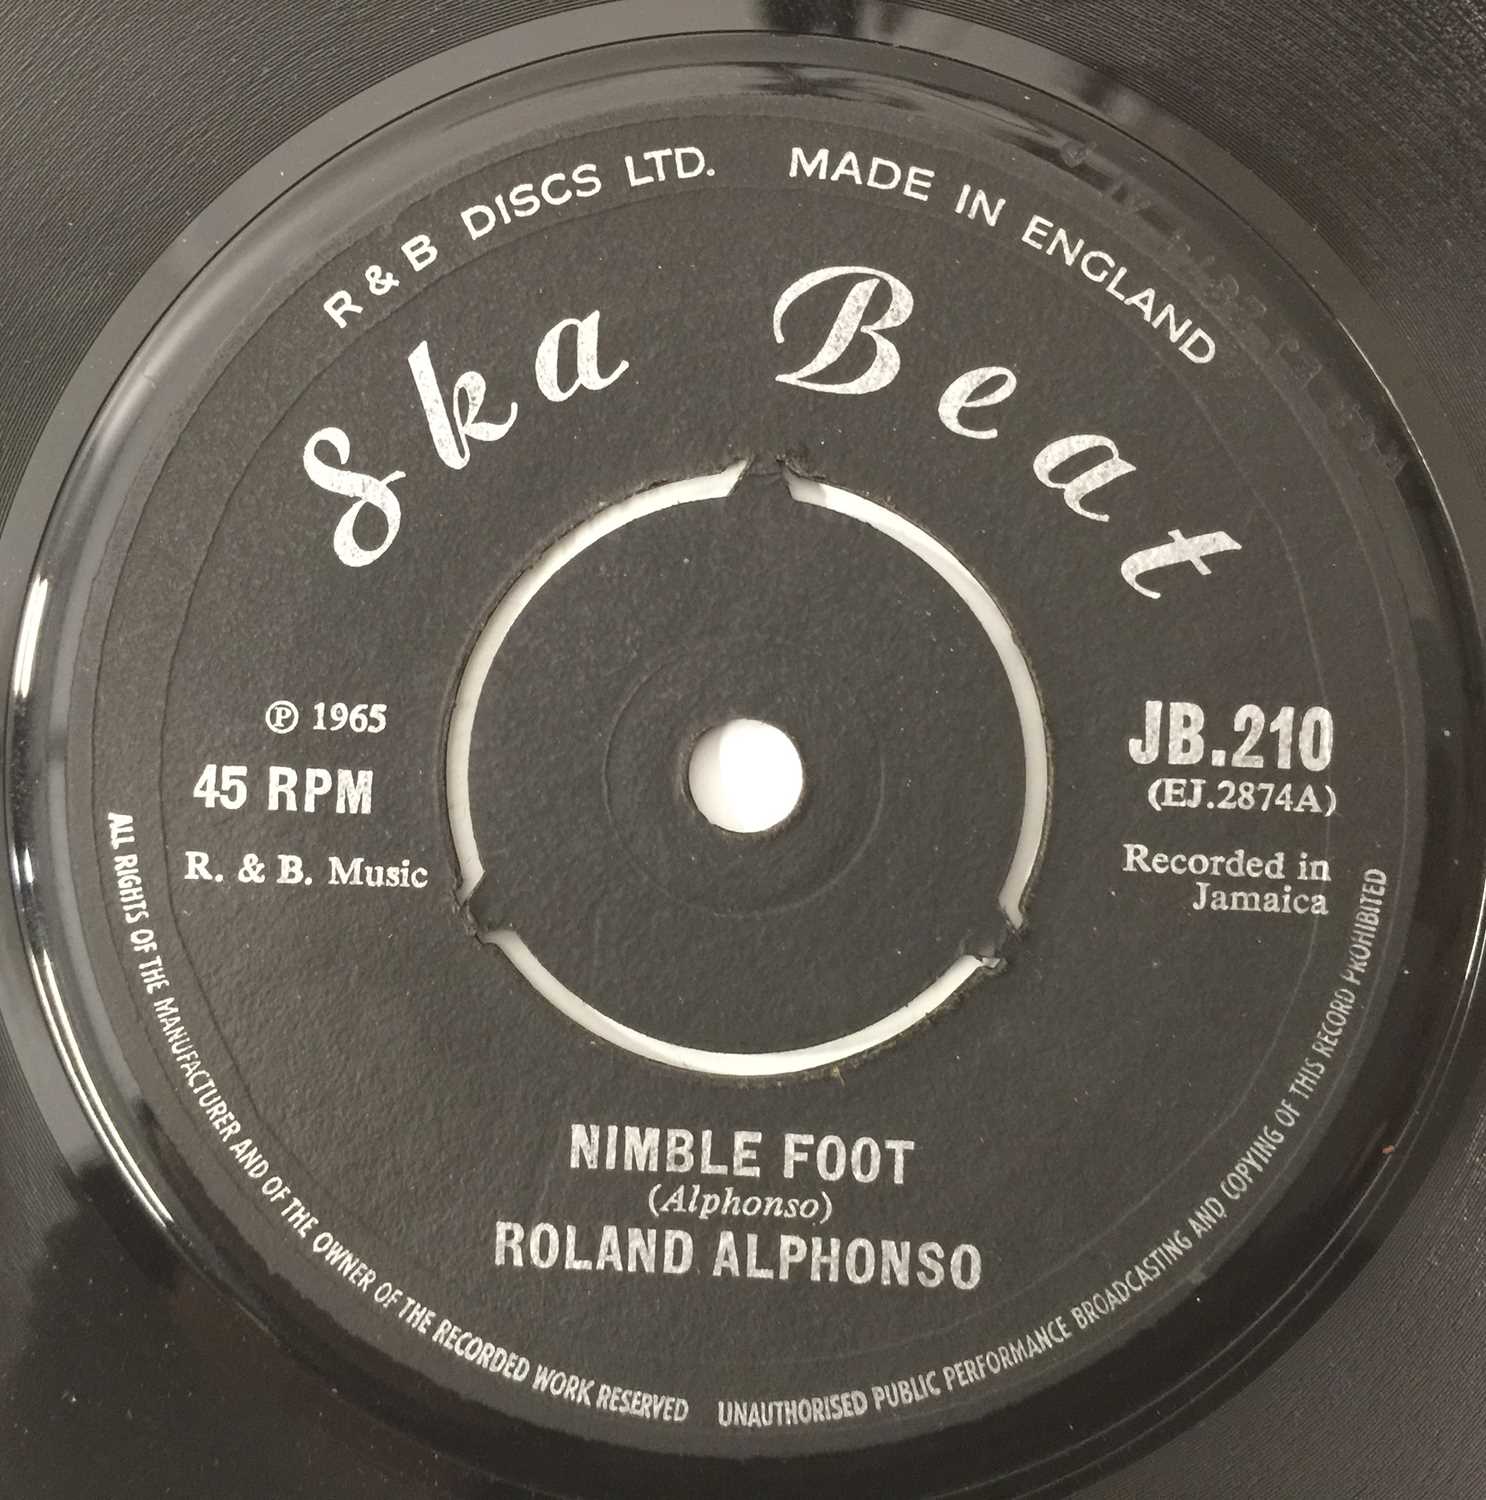 R & B DISCS LTD. MADE IN ENGLAND
Ska Beat
Ⓟ 1965
45 RPM
R. & B. Music
JB.210
(EJ.2874A)
Recorded in
Jamaica
NIMBLE FOOT
(Alphonso)
ROLAND ALPHONSO
ALL RIGHTS OF THE MANUFACTURER AND OF THE OWNER OF THE RECORDED WORK RESERVED UNAUTHORISED PUBLIC PERFORMANCE BROADCASTING AND COPYING OF THIS RECORD PROHIBITED